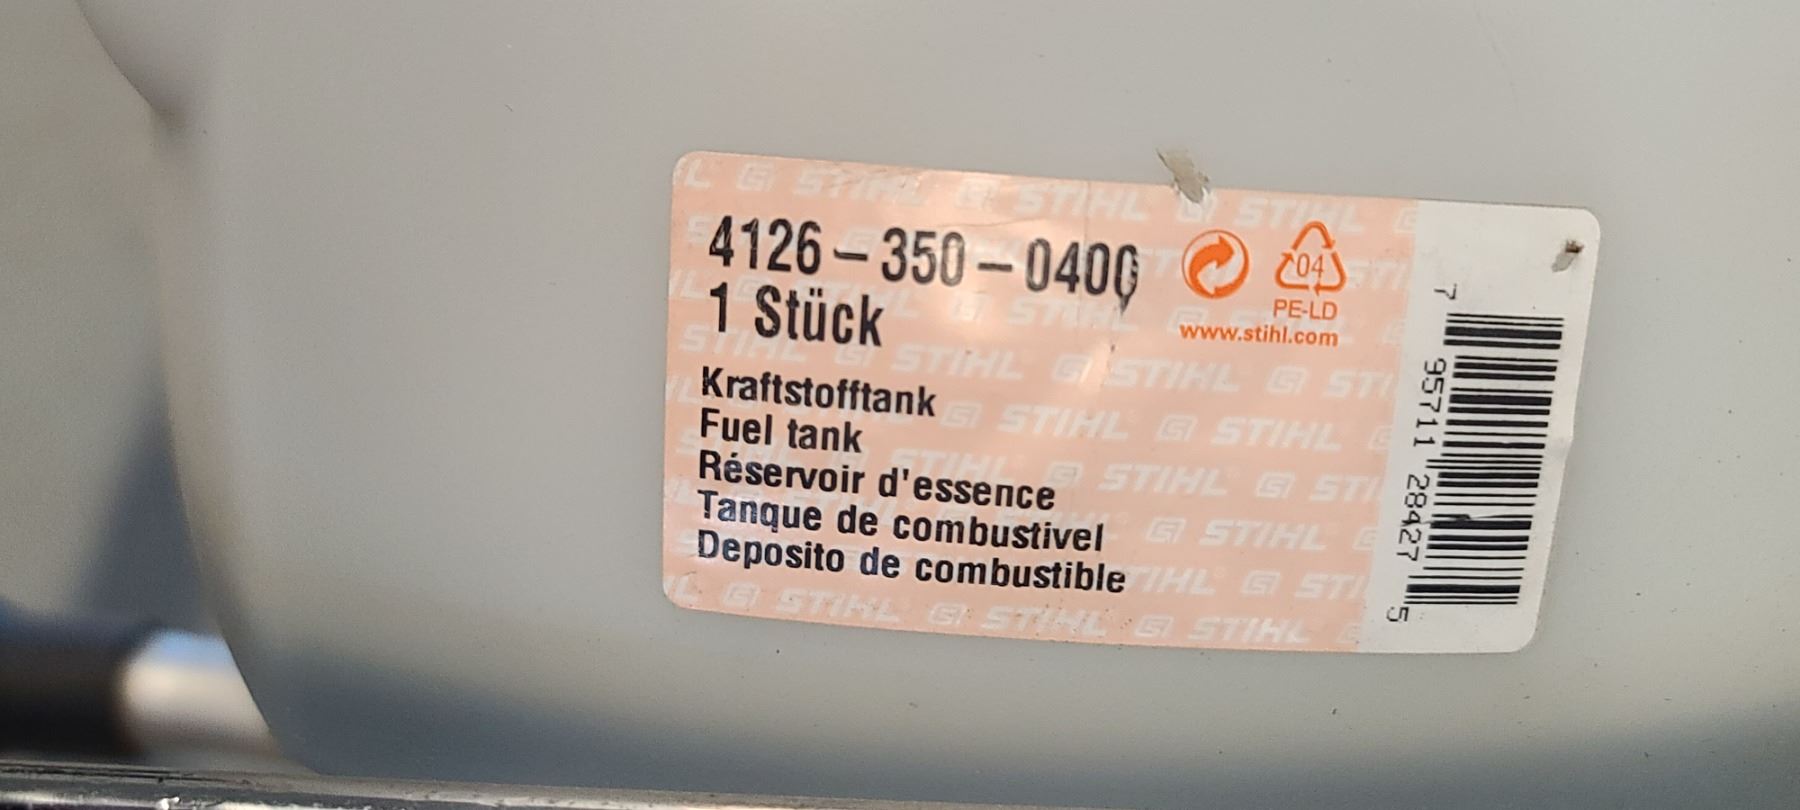 4126-350-0400
1 Stück
Kraftstofftank
Fuel tank
Réservoir d'essence
Tanque de combustivel
Deposito de combustible
04
PE-LD
www.stihl.com
7 95711 28427 5
STIHL